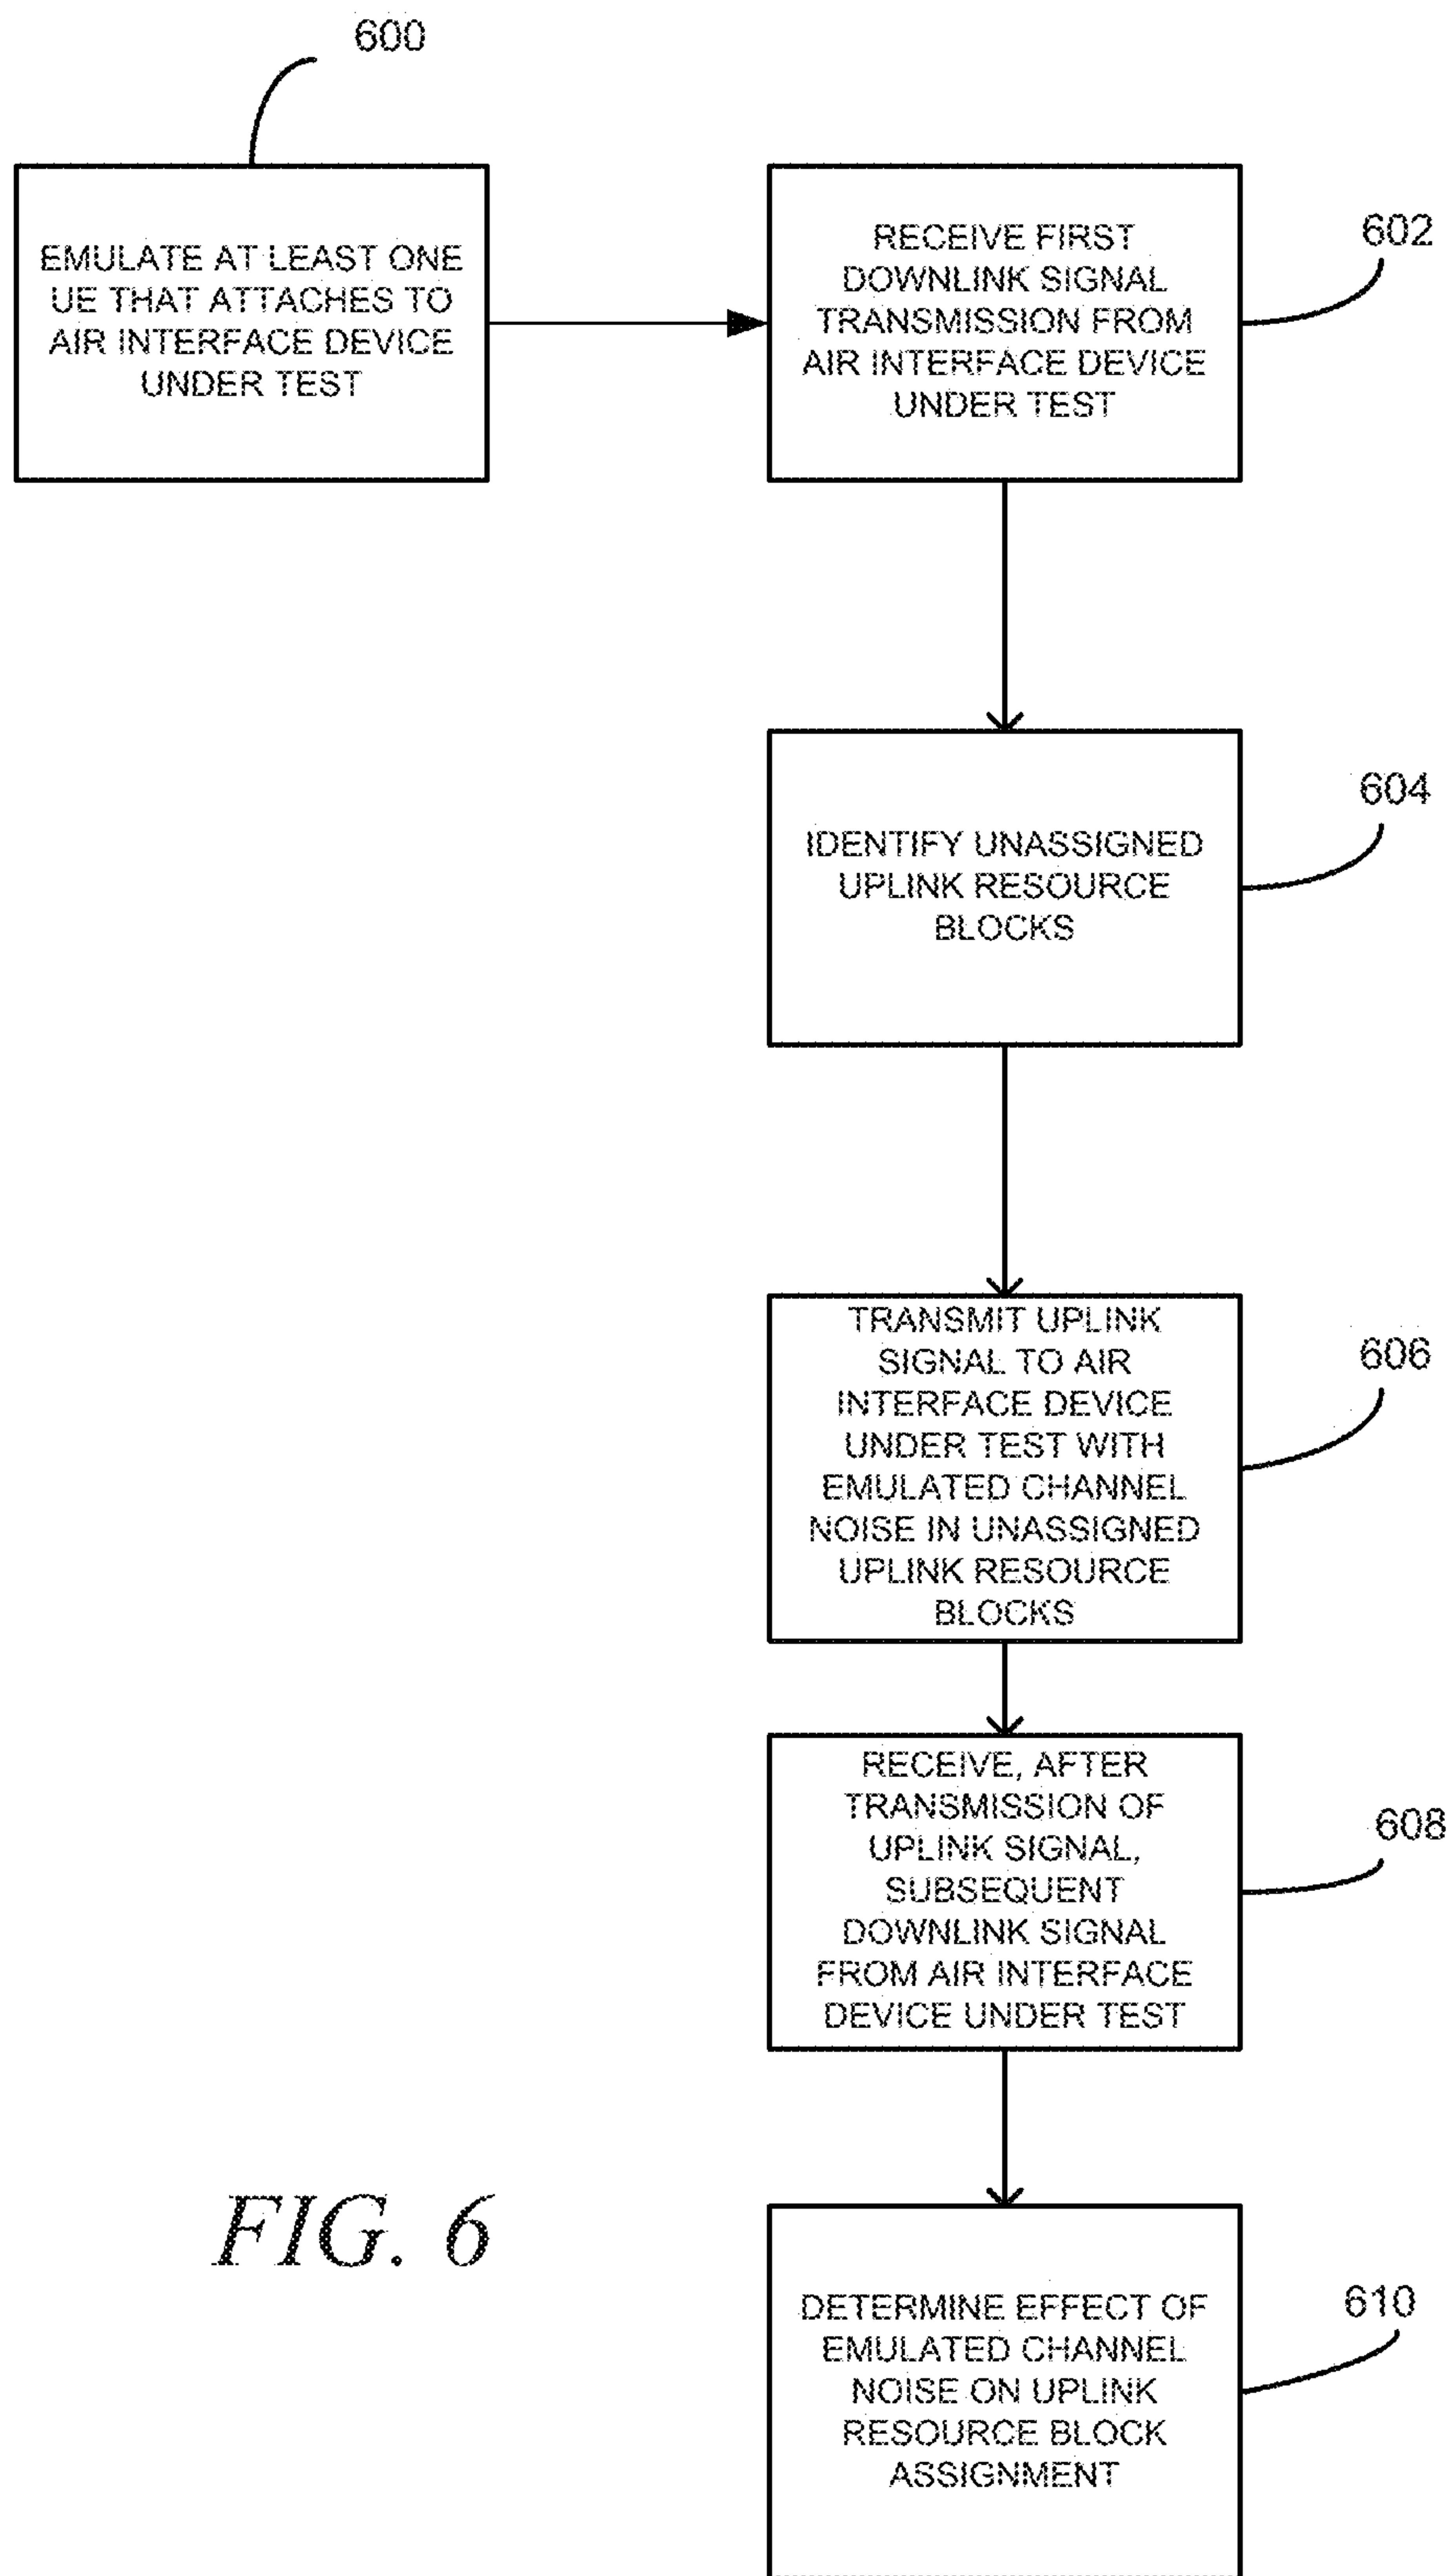 600
EMULATE AT LEAST ONE
UE THAT ATTACHES TO
AIR INTERFACE DEVICE
UNDER TEST
RECEIVE FIRST
DOWNLINK SIGNAL
TRANSMISSION FROM
AIR INTERFACE DEVICE
UNDER TEST
602
IDENTIFY UNASSIGNED
UPLINK RESOURCE
BLOCKS
604
TRANSMIT UPLINK
SIGNAL TO AIR
INTERFACE DEVICE
UNDER TEST WITH
EMULATED CHANNEL
NOISE IN UNASSIGNED
UPLINK RESOURCE
BLOCKS
606
RECEIVE, AFTER
TRANSMISSION OF
UPLINK SIGNAL,
SUBSEQUENT
DOWNLINK SIGNAL
FROM AIR INTERFACE
DEVICE UNDER TEST
608
DETERMINE EFFECT OF
EMULATED CHANNEL
NOISE ON UPLINK
RESOURCE BLOCK
ASSIGNMENT
610
FIG. 6